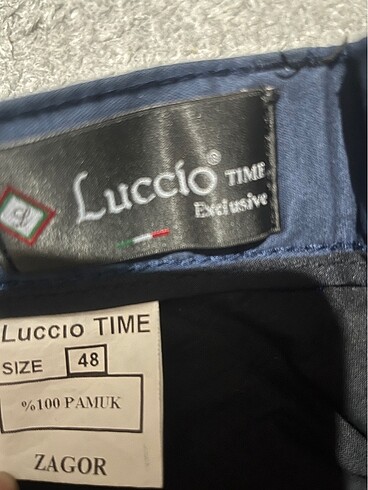 Luccio® TIME
Exclusive
Luccio TIME
SIZE 48
%100 PAMUK
ZAGOR